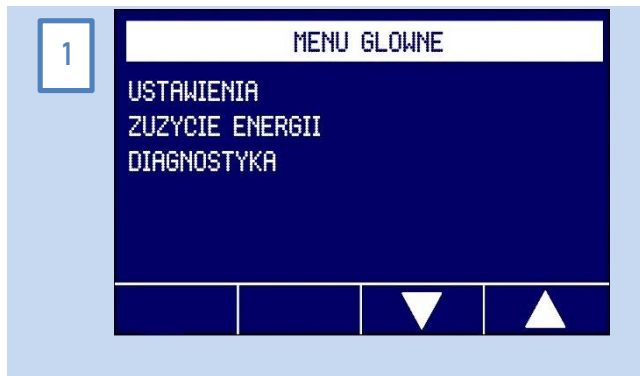 1
MENU GLOWNE
USTAWIENIA
ZUZYCIE ENERGII
DIAGNOSTYKA